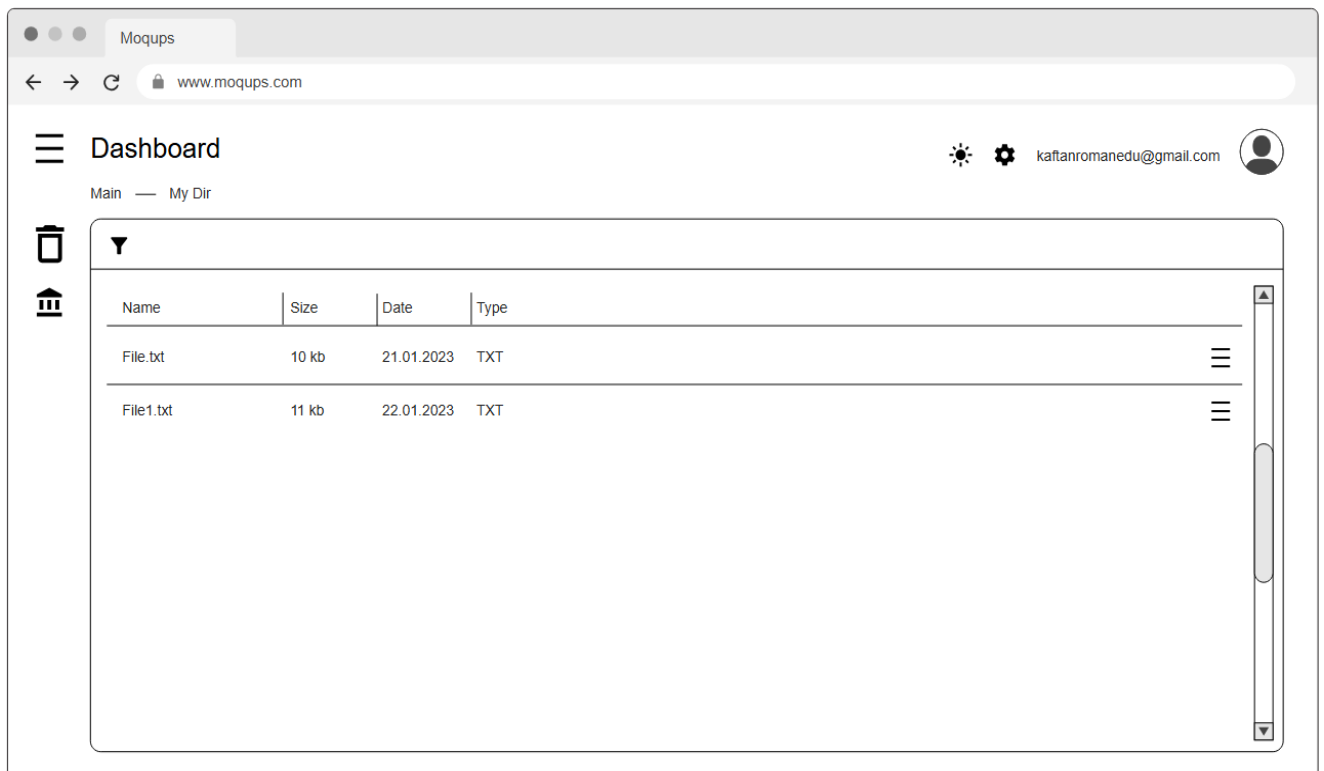 Moqups
www.moqups.com
Dashboard
kaftanromanedu@gmail.com
Main — My Dir
Name Size Date Type
File.txt 10 kb 21.01.2023 TXT
File1.txt 11 kb 22.01.2023 TXT